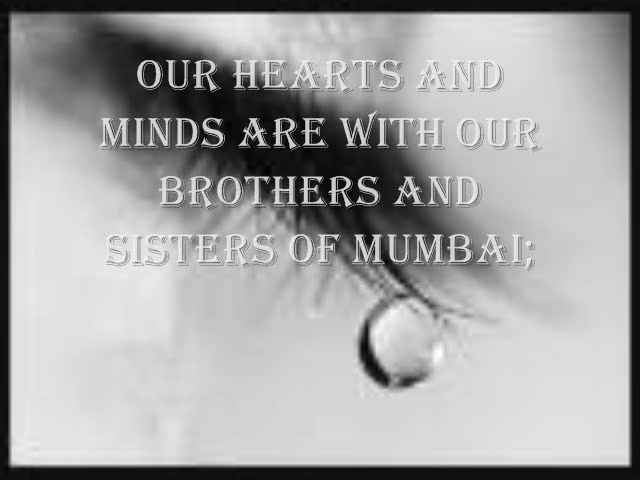 OUR HEARTS AND
MINDS ARE WITH OUR
BROTHERS AND
SISTERS OF MUMBAI;